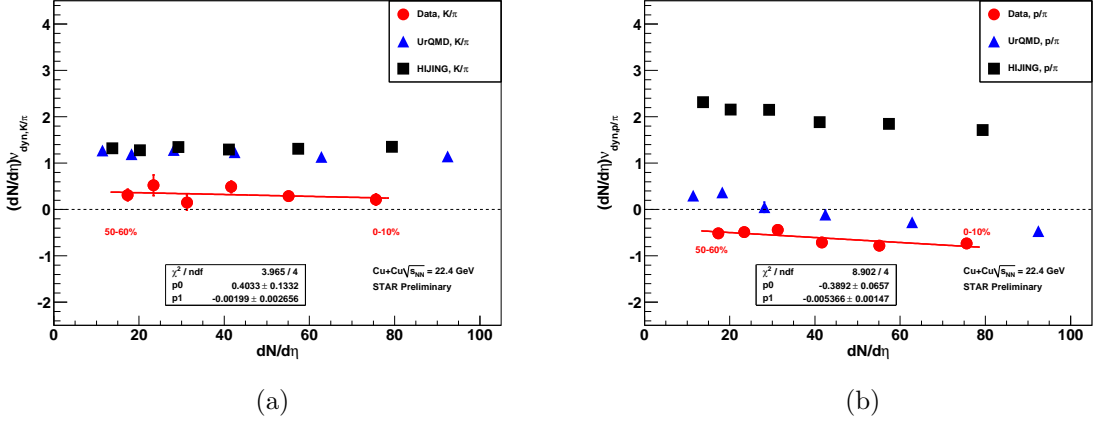 (dN/dη)ν_dyn,K/π
4
3
2
1
0
-1
-2
Data, K/π
UrQMD, K/π
HIJING, K/π
50-60%
0-10%
χ² / ndf 3.965 / 4
p0 0.4033 ± 0.1332
p1 -0.00199 ± 0.002656
Cu+Cu√s_NN = 22.4 GeV
STAR Preliminary
0 20 40 60 80 100
dN/dη
(a)
(dN/dη)ν_dyn,p/π
4
3
2
1
0
-1
-2
Data, p/π
UrQMD, p/π
HIJING, p/π
50-60%
0-10%
χ² / ndf 8.902 / 4
p0 -0.3892 ± 0.0657
p1 -0.005366 ± 0.00147
Cu+Cu√s_NN = 22.4 GeV
STAR Preliminary
0 20 40 60 80 100
dN/dη
(b)